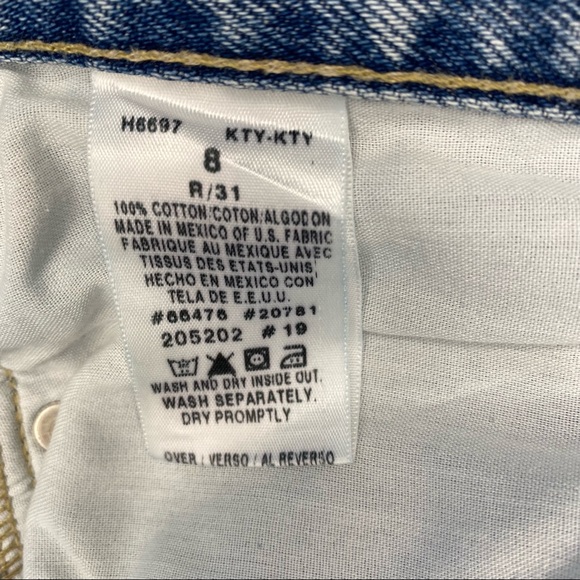 H6697 KTY-KTY
8
R/31
100% COTTON/COTON/ALGODON
MADE IN MEXICO OF U.S. FABRIC
FABRIQUE AU MEXIQUE AVEC
TISSUS DES ETATS-UNIS
HECHO EN MEXICO CON
TELA DE E.E.U.U.
#66476 #20781
205202 #19
WASH AND DRY INSIDE OUT.
WASH SEPARATELY.
DRY PROMPTLY
OVER / VERSO / AL REVERSO